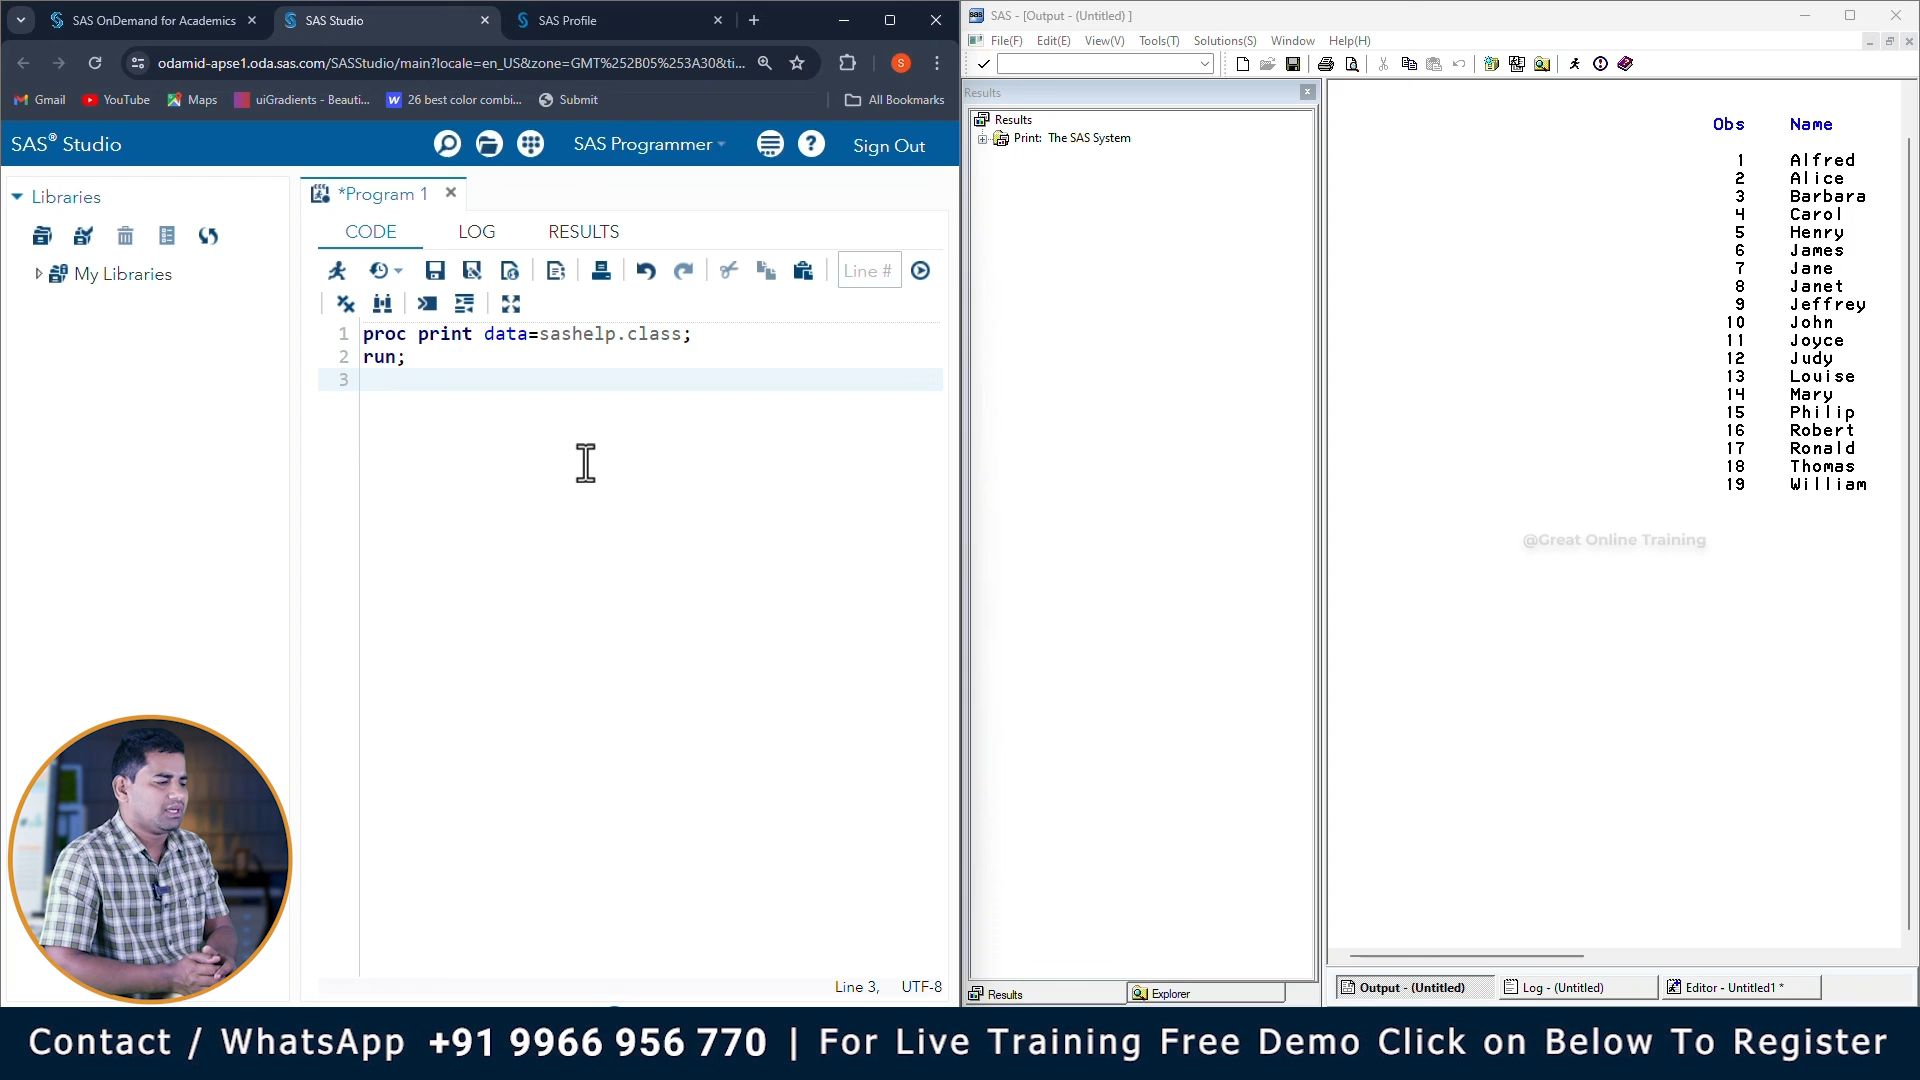 SAS OnDemand for Academics
SAS Studio
SAS Profile
odamid-apse1.oda.sas.com/SASStudio/main?locale=en_US&zone=GMT%252B05%253A30&ti...
S
Gmail
YouTube
Maps
uiGradients - Beauti...
26 best color combi...
Submit
All Bookmarks
SAS® Studio
SAS Programmer
Sign Out
Libraries
My Libraries
*Program 1
CODE
LOG
RESULTS
Line #
1 proc print data=sashelp.class;
2 run;
3
Line 3,
UTF-8
SAS - [Output - (Untitled) ]
File(F)
Edit(E)
View(V)
Tools(T)
Solutions(S)
Window
Help(H)
Results
Results
Print: The SAS System
Obs Name
1 Alfred
2 Alice
3 Barbara
4 Carol
5 Henry
6 James
7 Jane
8 Janet
9 Jeffrey
10 John
11 Joyce
12 Judy
13 Louise
14 Mary
15 Philip
16 Robert
17 Ronald
18 Thomas
19 William
@Great Online Training
Results
Explorer
Output - (Untitled)
Log - (Untitled)
Editor - Untitled1 *
Contact / WhatsApp +91 9966 956 770 | For Live Training Free Demo Click on Below To Register